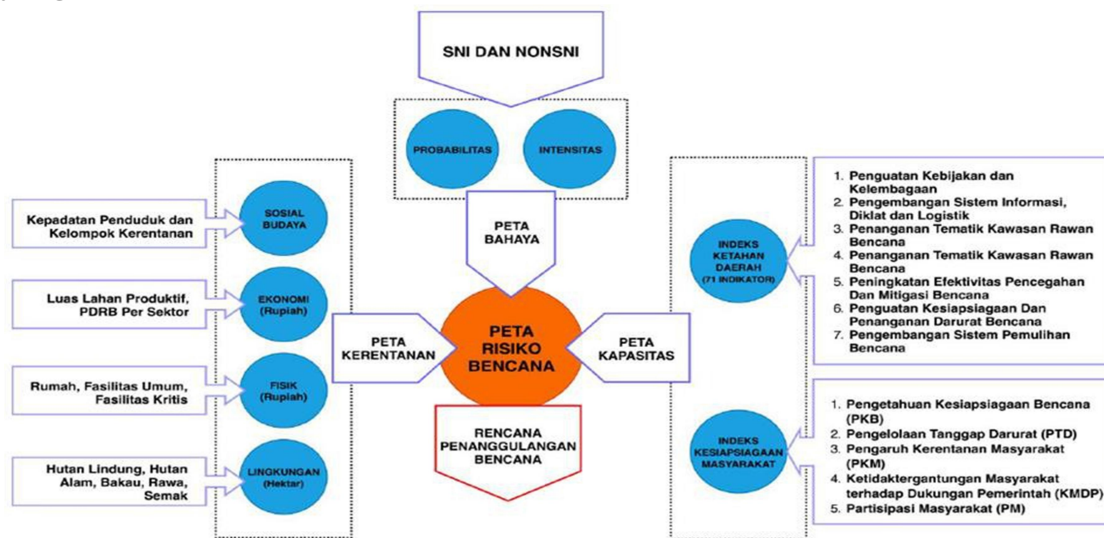 SNI DAN NONSNI
PROBABILITAS
INTENSITAS
PETA
BAHAYA
Kepadatan Penduduk dan
Kelompok Kerentanan
SOSIAL
BUDAYA
Luas Lahan Produktif,
PDRB Per Sektor
EKONOMI
(Rupiah)
Rumah, Fasilitas Umum,
Fasilitas Kritis
FISIK
(Rupiah)
Hutan Lindung, Hutan
Alam, Bakau, Rawa,
Semak
LINGKUNGAN
(Hektar)
PETA
KERENTANAN
PETA
RISIKO
BENCANA
PETA
KAPASITAS
RENCANA
PENANGGULANGAN
BENCANA
INDEKS
KETAHAN
DAERAH
(71 INDIKATOR)
1. Penguatan Kebijakan dan
Kelembagaan
2. Pengembangan Sistem Informasi,
Diklat dan Logistik
3. Penanganan Tematik Kawasan Rawan
Bencana
4. Penanganan Tematik Kawasan Rawan
Bencana
5. Peningkatan Efektivitas Pencegahan
Dan Mitigasi Bencana
6. Penguatan Kesiapsiagaan Dan
Penanganan Darurat Bencana
7. Pengembangan Sistem Pemulihan
Bencana
INDEKS
KESIAPSIAGAAN
MASYARAKAT
1. Pengetahuan Kesiapsiagaan Bencana
(PKB)
2. Pengelolaan Tanggap Darurat (PTD)
3. Pengaruh Kerentanan Masyarakat
(PKM)
4. Ketidaktergantungan Masyarakat
terhadap Dukungan Pemerintah (KMDP)
5. Partisipasi Masyarakat (PM)